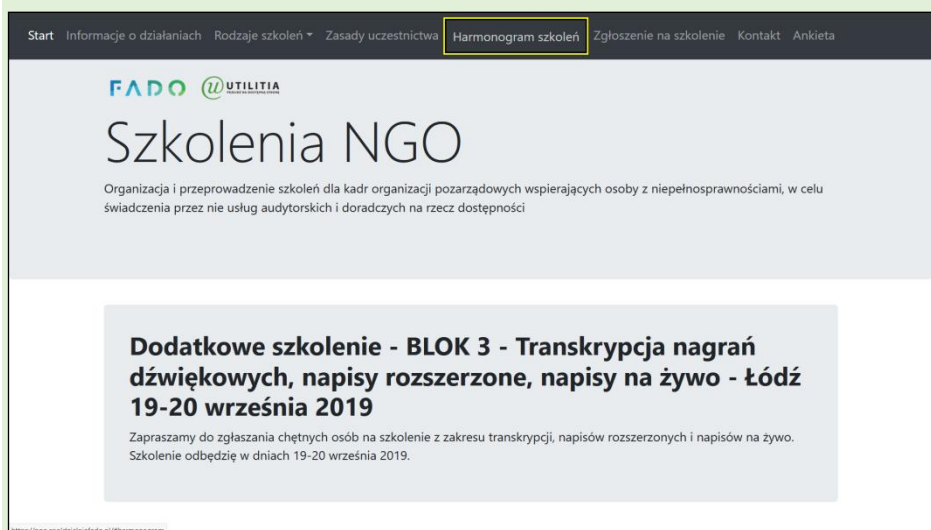 Start Informacje o działaniach Rodzaje szkoleń Zasady uczestnictwa Harmonogram szkoleń Zgłoszenie na szkolenie Kontakt Ankieta
FADO UTILITIA
Szkolenia NGO
Organizacja i przeprowadzenie szkoleń dla kadr organizacji pozarządowych wspierających osoby z niepełnosprawnościami, w celu
świadczenia przez nie usług audytorskich i doradczych na rzecz dostępności
Dodatkowe szkolenie - BLOK 3 - Transkrypcja nagrań
dźwiękowych, napisy rozszerzone, napisy na żywo - Łódź
19-20 września 2019
Zapraszamy do zgłaszania chętnych osób na szkolenie z zakresu transkrypcji, napisów rozszerzonych i napisów na żywo.
Szkolenie odbędzię w dniach 19-20 września 2019.